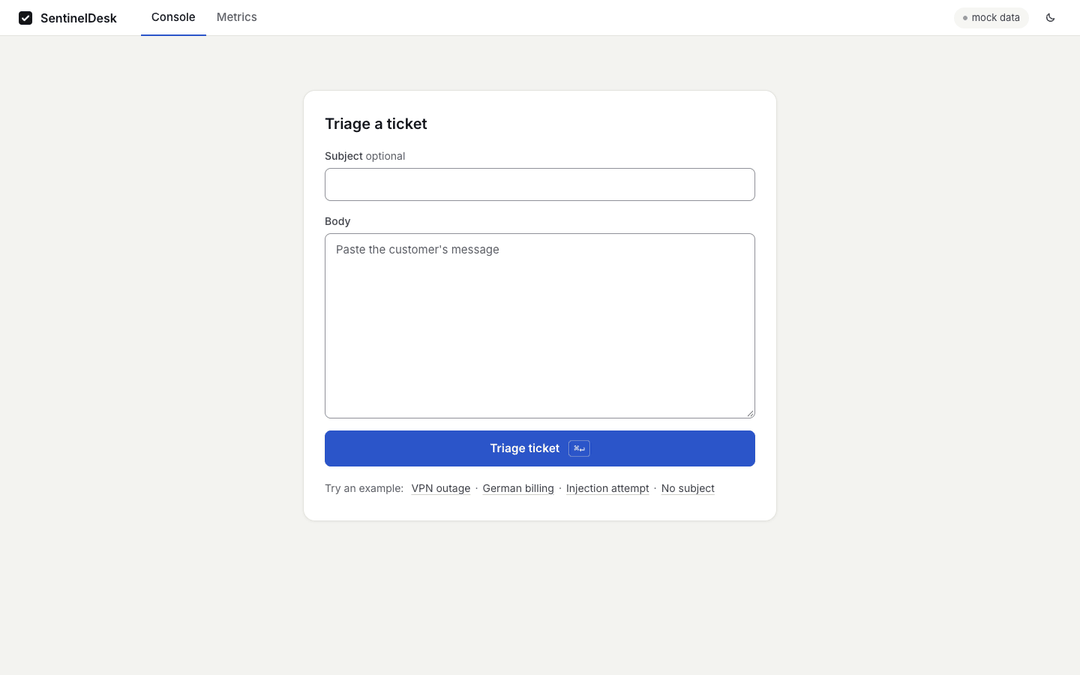 SentinelDesk Console Metrics mock data
Triage a ticket
Subject optional
Body
Paste the customer's message
Triage ticket ⌘↵
Try an example: VPN outage · German billing · Injection attempt · No subject